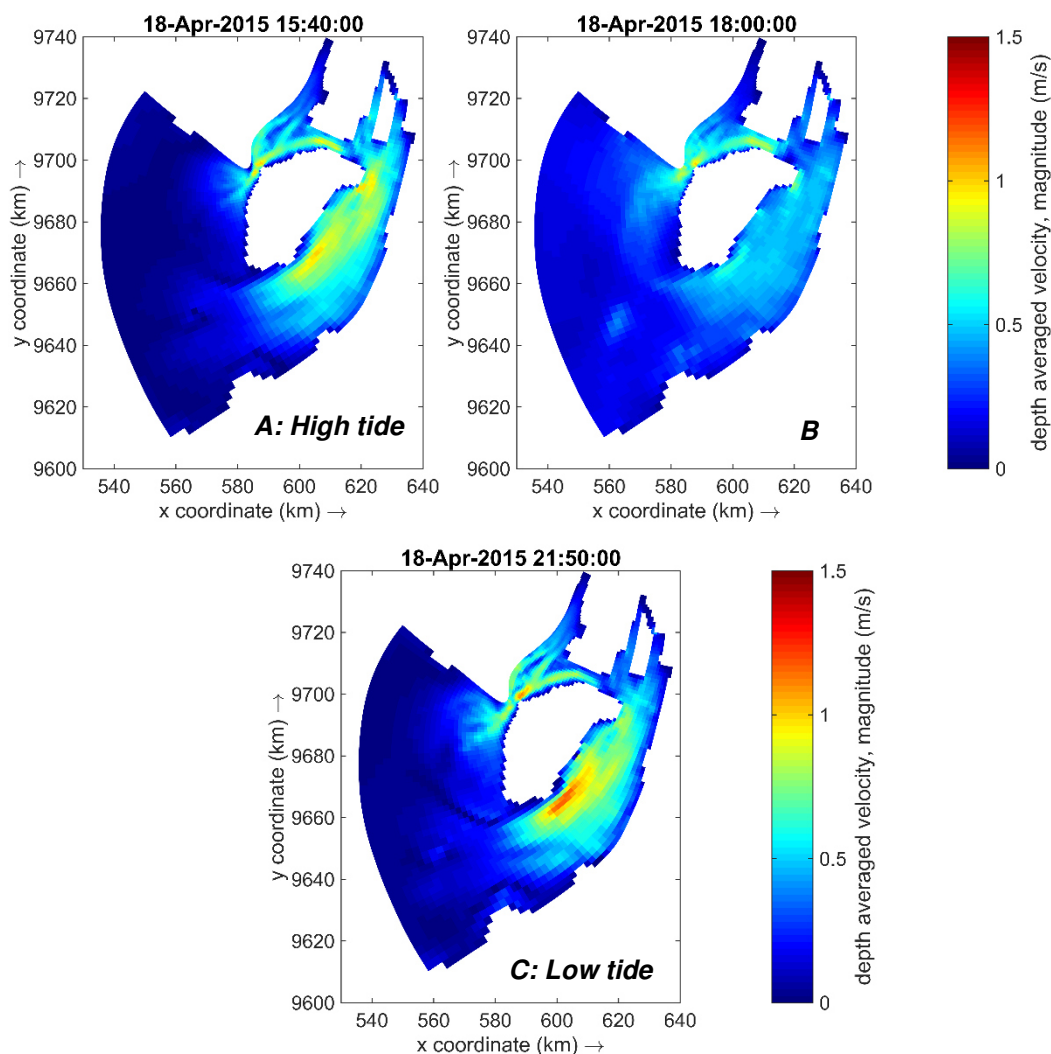 18-Apr-2015 15:40:00
9740
9720
9700
9680
9660
9640
9620
9600
y coordinate (km) →
540 560 580 600 620 640
x coordinate (km) →
A: High tide
18-Apr-2015 18:00:00
9740
9720
9700
9680
9660
9640
9620
9600
y coordinate (km) →
540 560 580 600 620 640
x coordinate (km) →
B
1.5
1
0.5
0
depth averaged velocity, magnitude (m/s)
18-Apr-2015 21:50:00
9740
9720
9700
9680
9660
9640
9620
9600
y coordinate (km) →
540 560 580 600 620 640
x coordinate (km) →
C: Low tide
1.5
1
0.5
0
depth averaged velocity, magnitude (m/s)